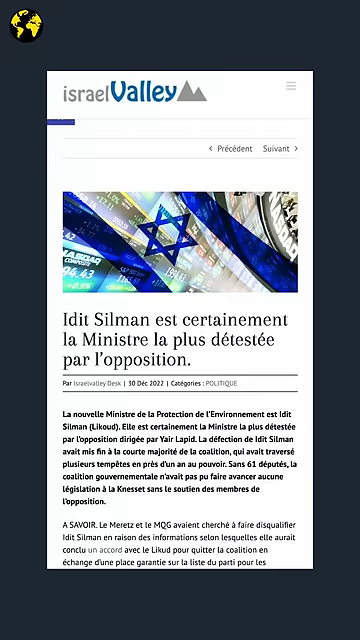 israelValley
Précédent Suivant
NASDAQ
COMPOSITE
94.43
Idit Silman est certainement
la Ministre la plus détestée
par l'opposition.
Par Israelvalley Desk | 30 Déc 2022 | Catégories : POLITIQUE
La nouvelle Ministre de la Protection de l'Environnement est Idit
Silman (Likoud). Elle est certainement la Ministre la plus détestée
par l'opposition dirigée par Yair Lapid. La défection de Idit Silman
avait mis fin à la courte majorité de la coalition, qui avait traversé
plusieurs tempêtes en près d'un an au pouvoir. Sans 61 députés, la
coalition gouvernementale n'avait pas pu faire avancer aucune
législation à la Knesset sans le soutien des membres de
l'opposition.
A SAVOIR. Le Meretz et le MQG avaient cherché à faire disqualifier
Idit Silman en raison des informations selon lesquelles elle aurait
conclu un accord avec le Likud pour quitter la coalition en
échange d'une place garantie sur la liste du parti pour les